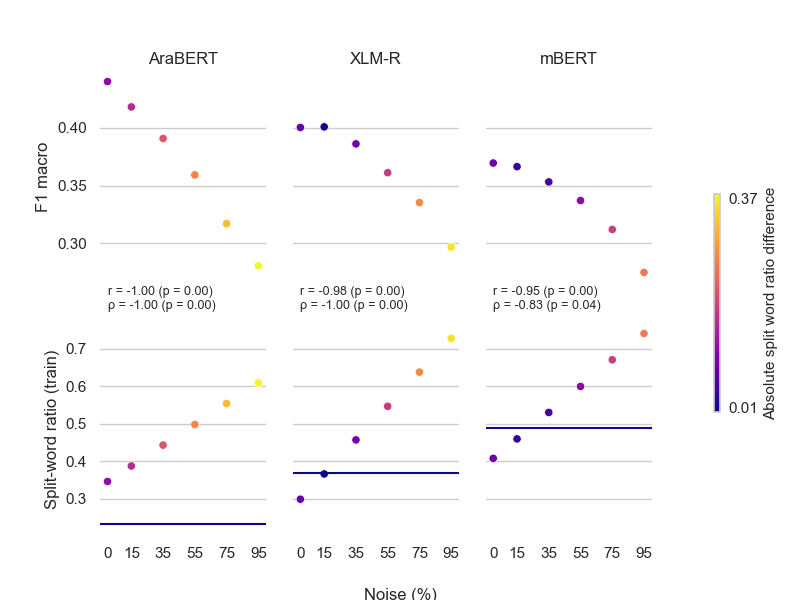 AraBERT XLM-R mBERT
F1 macro
0.40
0.35
0.30
r = -1.00 (p = 0.00)
ρ = -1.00 (p = 0.00)
r = -0.98 (p = 0.00)
ρ = -1.00 (p = 0.00)
r = -0.95 (p = 0.00)
ρ = -0.83 (p = 0.04)
Split-word ratio (train)
0.7
0.6
0.5
0.4
0.3
0 15 35 55 75 95 0 15 35 55 75 95 0 15 35 55 75 95
Noise (%)
0.37
0.01
Absolute split word ratio difference